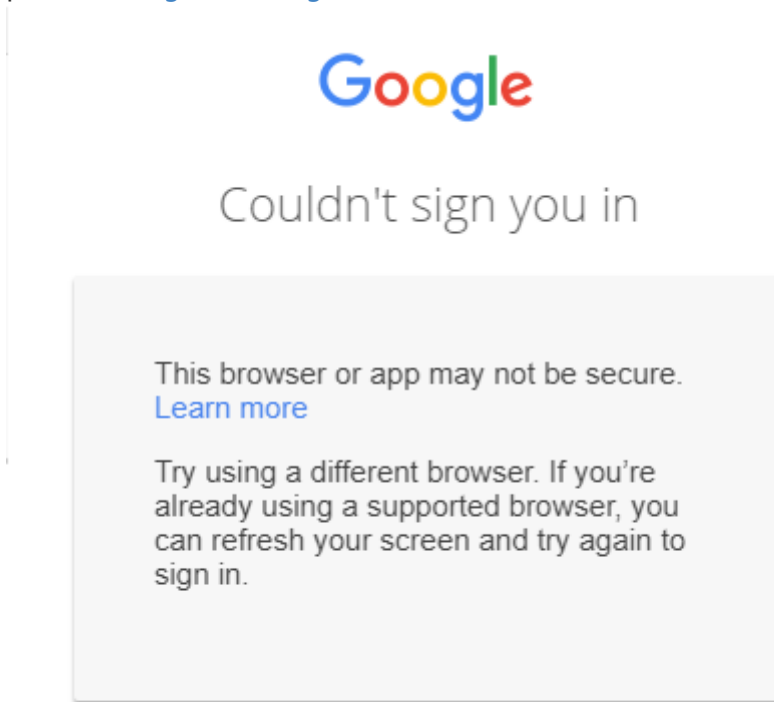 Google
Couldn't sign you in
This browser or app may not be secure.
Learn more
Try using a different browser. If you’re
already using a supported browser, you
can refresh your screen and try again to
sign in.